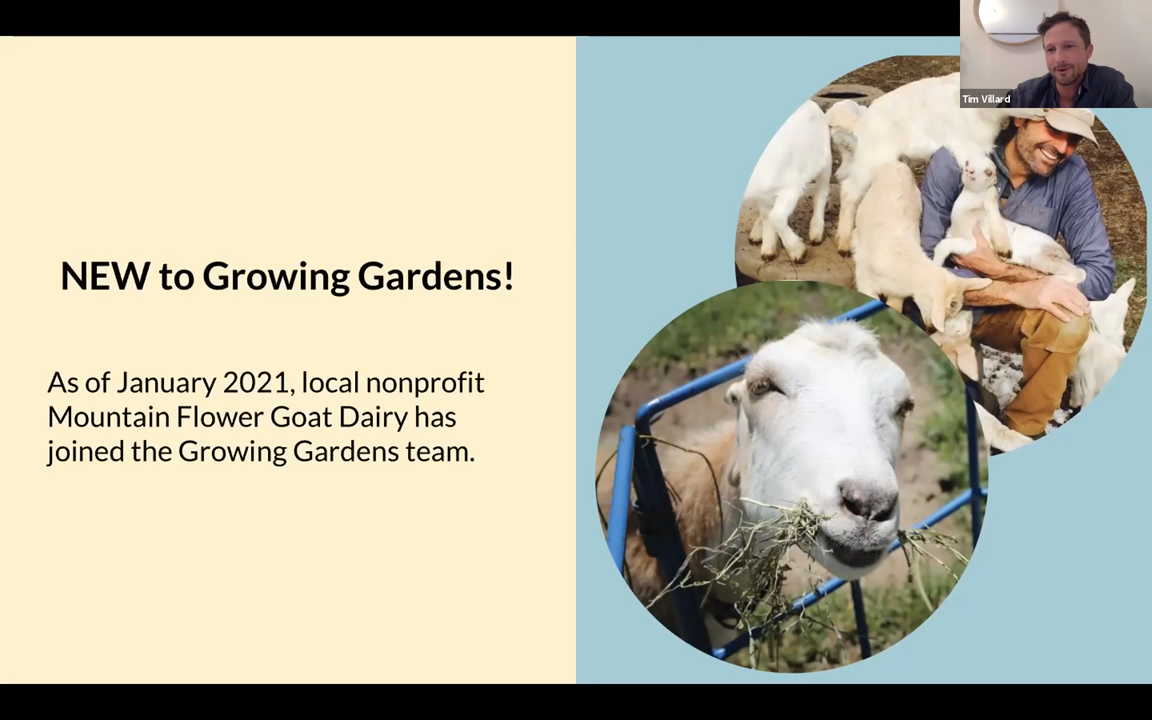 Tim Villard
NEW to Growing Gardens!
As of January 2021, local nonprofit
Mountain Flower Goat Dairy has
joined the Growing Gardens team.